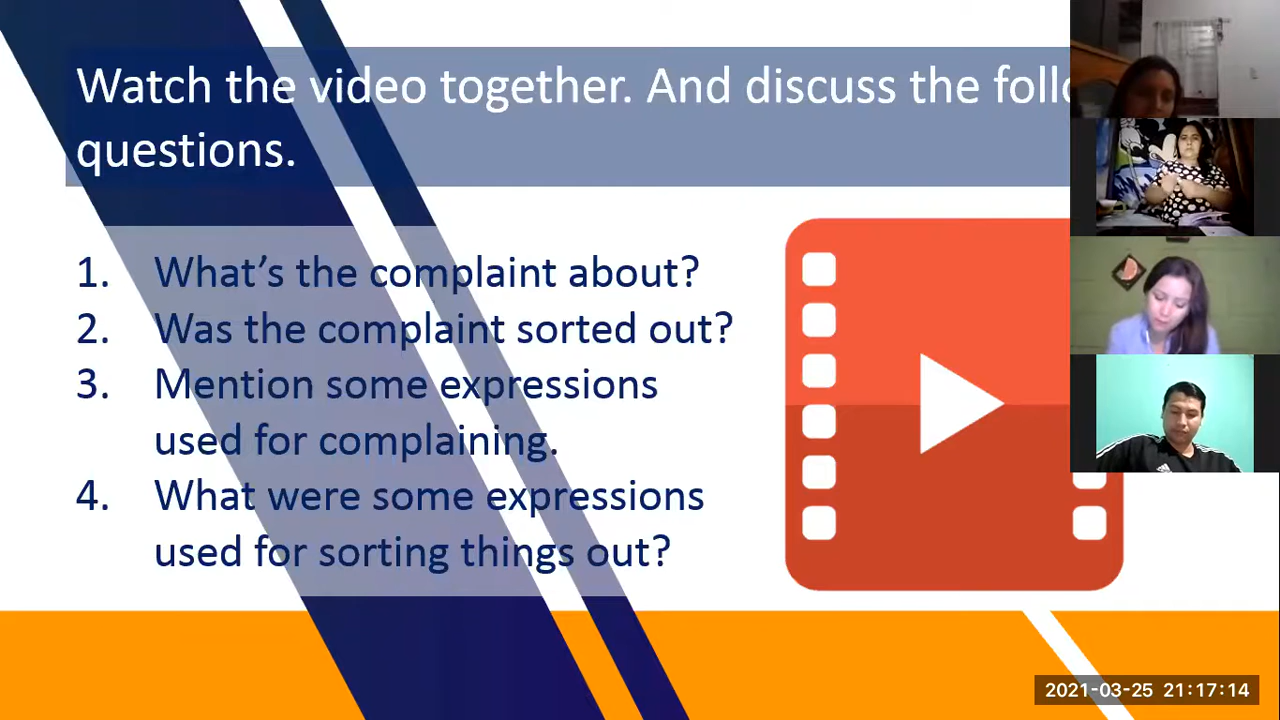 Watch the video together. And discuss the
questions.
1. What's the complaint about?
2. Was the complaint sorted out?
3. Mention some expressions
used for complaining.
4. What were some expressions
used for sorting things out?
2021-03-25 21:17:14